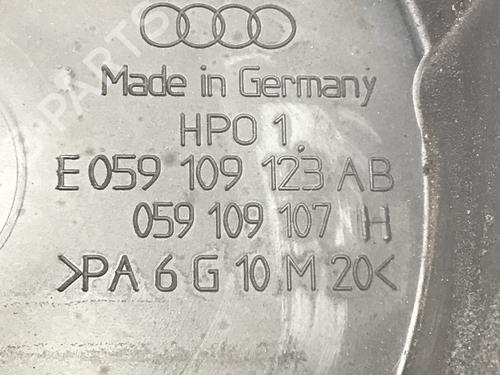 Made in Germany
HPO 1
E 059 109 123 AB
059 109 107 H
>PA 6 G 10 M 20<